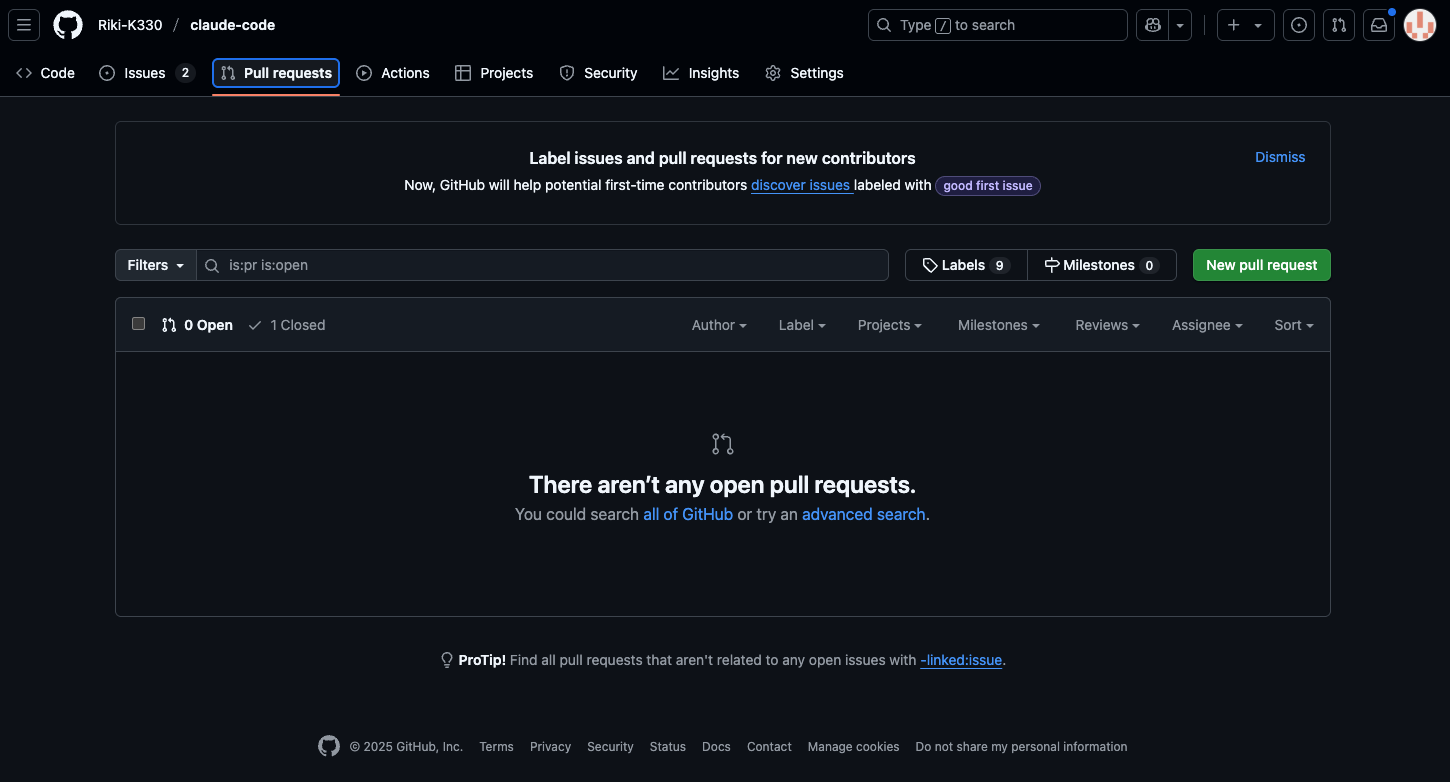 Riki-K330 / claude-code
Type / to search
Code Issues 2 Pull requests Actions Projects Security Insights Settings
Label issues and pull requests for new contributors
Dismiss
Now, GitHub will help potential first-time contributors discover issues labeled with good first issue
Filters is:pr is:open Labels 9 Milestones 0 New pull request
0 Open 1 Closed Author Label Projects Milestones Reviews Assignee Sort
There aren’t any open pull requests.
You could search all of GitHub or try an advanced search.
ProTip! Find all pull requests that aren't related to any open issues with -linked:issue.
© 2025 GitHub, Inc. Terms Privacy Security Status Docs Contact Manage cookies Do not share my personal information